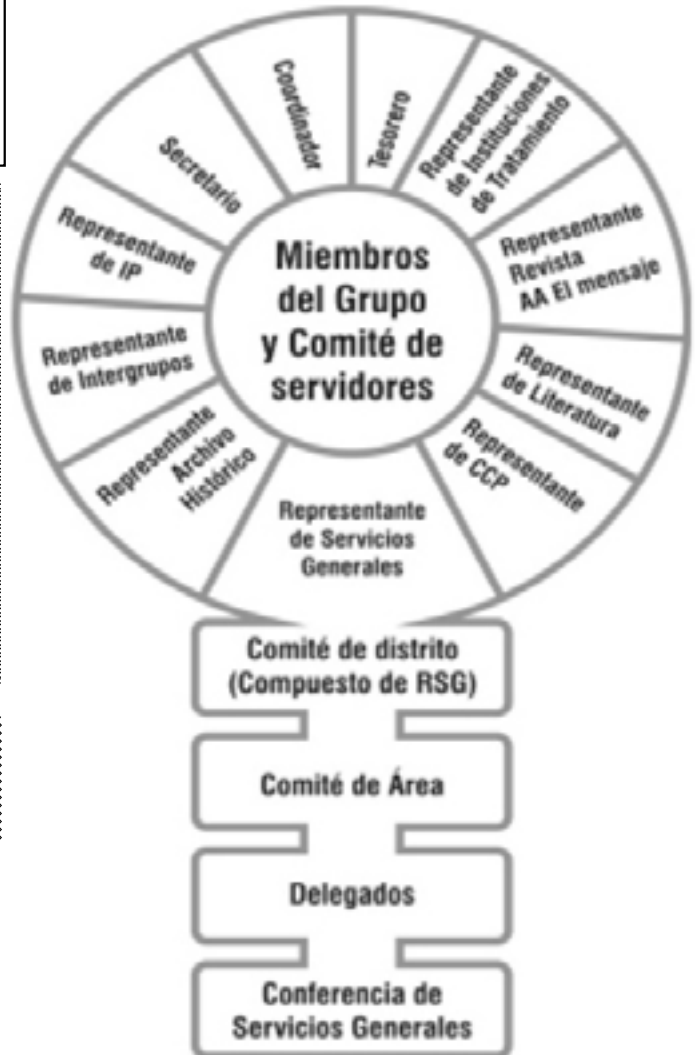 Coordinador
Tesorero
Representante
de Instituciones
de Tratamiento
Secretario
Representante
Revista
AA El mensaje
Representante
de IP
Miembros
del Grupo
y Comité de
servidores
Representante
de Intergrupos
Representante
de Literatura
Representante
Archivo
Histórico
Representante
de CCP
Representante
de Servicios
Generales
Comité de distrito
(Compuesto de RSG)
Comité de Área
Delegados
Conferencia de
Servicios Generales